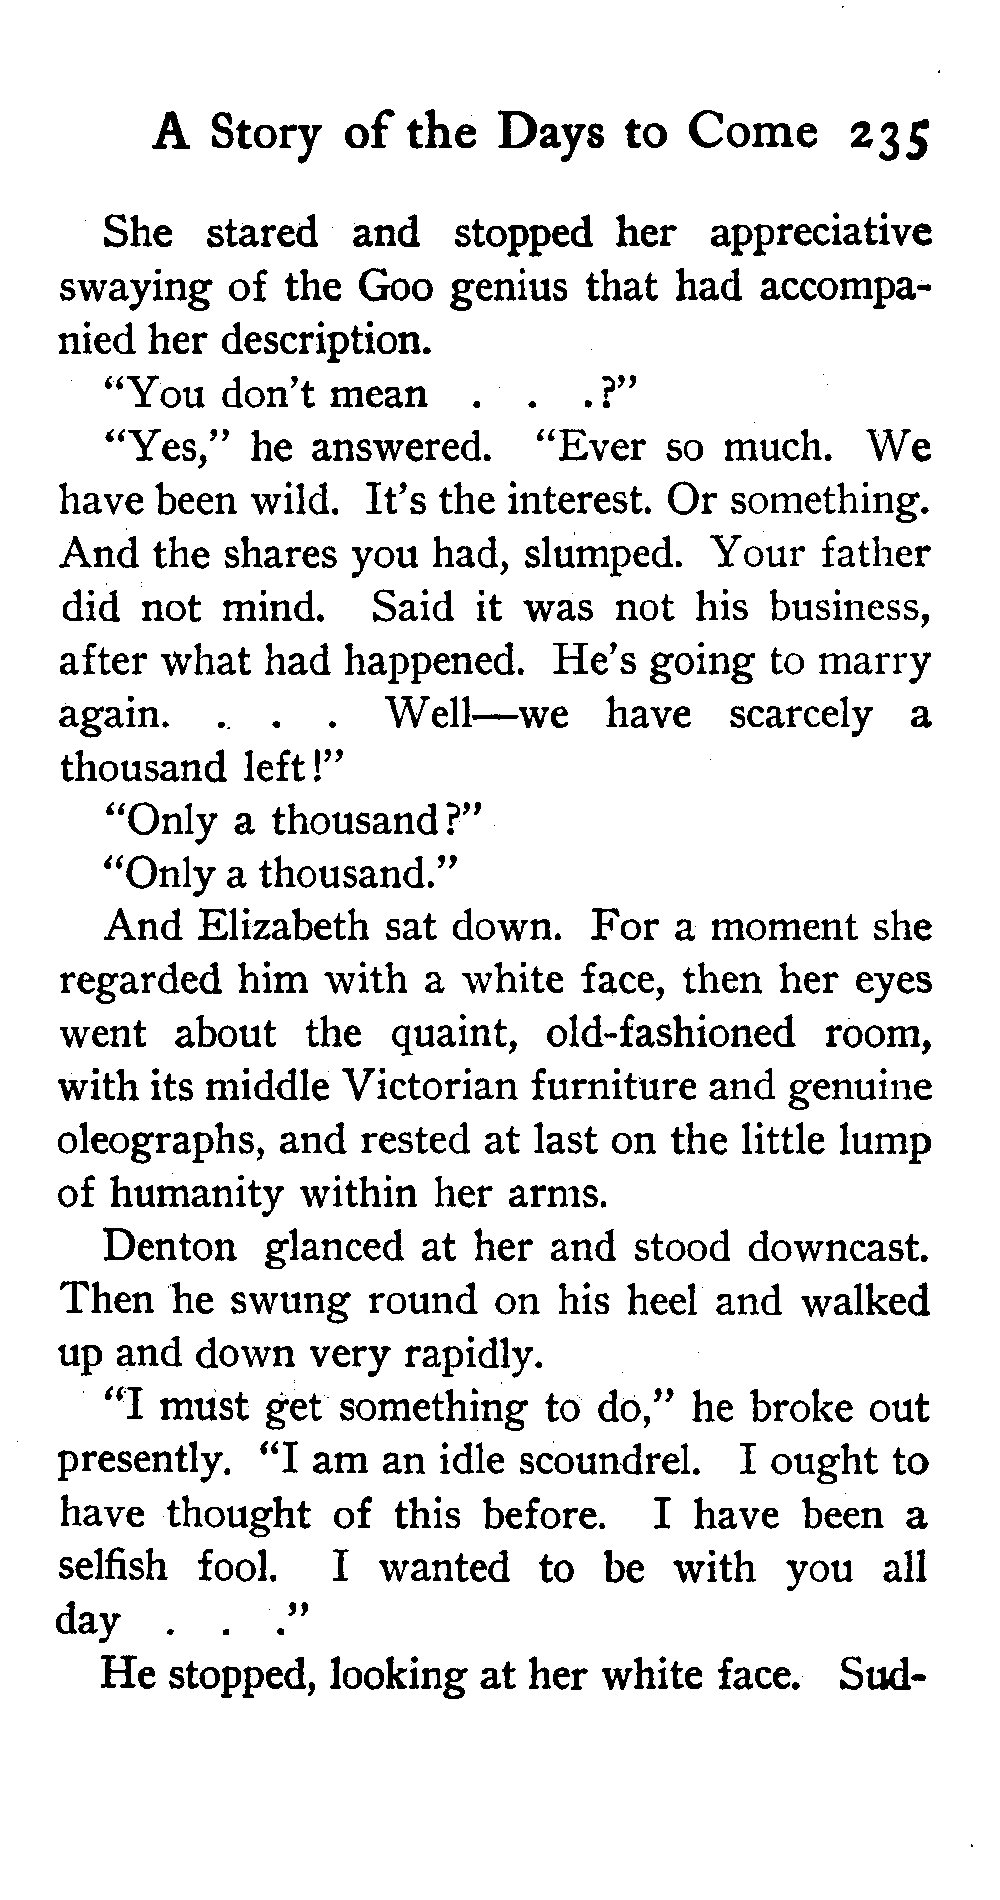 A Story of the Days to Come 235
She stared and stopped her appreciative
swaying of the Goo genius that had accompa-
nied her description.
“You don’t mean . . .?”
“Yes,” he answered. “Ever so much. We
have been wild. It’s the interest. Or something.
And the shares you had, slumped. Your father
did not mind. Said it was not his business,
after what had happened. He’s going to marry
again. . . . Well—we have scarcely a
thousand left!”
“Only a thousand?”
“Only a thousand.”
And Elizabeth sat down. For a moment she
regarded him with a white face, then her eyes
went about the quaint, old-fashioned room,
with its middle Victorian furniture and genuine
oleographs, and rested at last on the little lump
of humanity within her arms.
Denton glanced at her and stood downcast.
Then he swung round on his heel and walked
up and down very rapidly.
“I must get something to do,” he broke out
presently. “I am an idle scoundrel. I ought to
have thought of this before. I have been a
selfish fool. I wanted to be with you all
day . . .”
He stopped, looking at her white face. Sud-